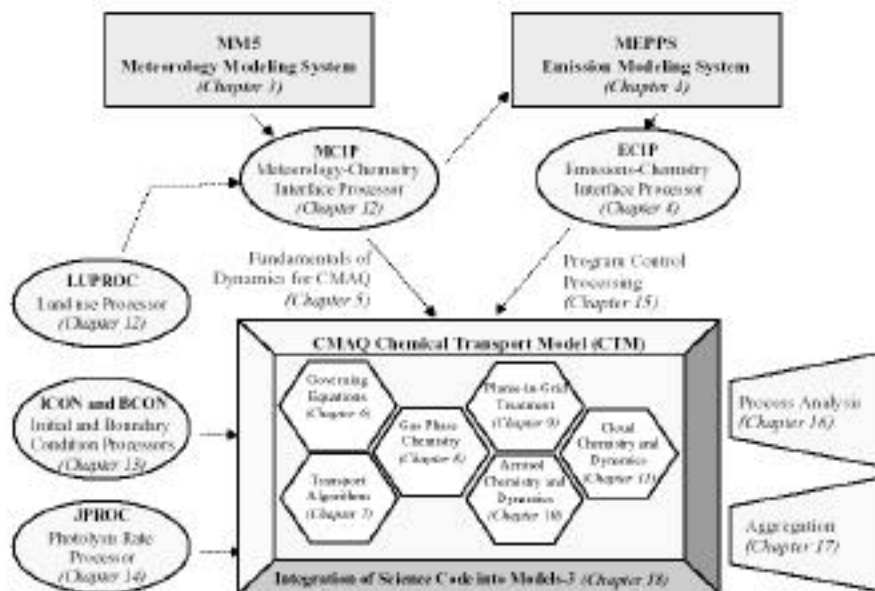 MM5
Meteorology Modeling System
(Chapter 3)
MEPPS
Emission Modeling System
(Chapter 4)
MCIP
Meteorology-Chemistry
Interface Processor
(Chapter 12)
ECIP
Emissions-Chemistry
Interface Processor
(Chapter 4)
LUPROC
Land use Processor
(Chapter 12)
Fundamentals of
Dynamics for CMAQ
(Chapter 5)
Program Control
Processing
(Chapter 15)
CMAQ Chemical Transport Model (CTM)
Governing
Equations
(Chapter 6)
Gas Phase
Chemistry
(Chapter 8)
Plume-in-Grid
Treatment
(Chapter 9)
Cloud
Chemistry and
Dynamics
(Chapter 11)
Transport
Algorithms
(Chapter 7)
Aerosol
Chemistry and
Dynamics
(Chapter 10)
ICON and BCON
Initial and Boundary
Condition Processors
(Chapter 13)
JPROC
Photolysis Rate
Processor
(Chapter 14)
Process Analysis
(Chapter 16)
Aggregation
(Chapter 17)
Integration of Science Code into Models-3 (Chapter 18)